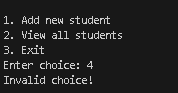 1. Add new student
2. View all students
3. Exit
Enter choice: 4
Invalid choice!